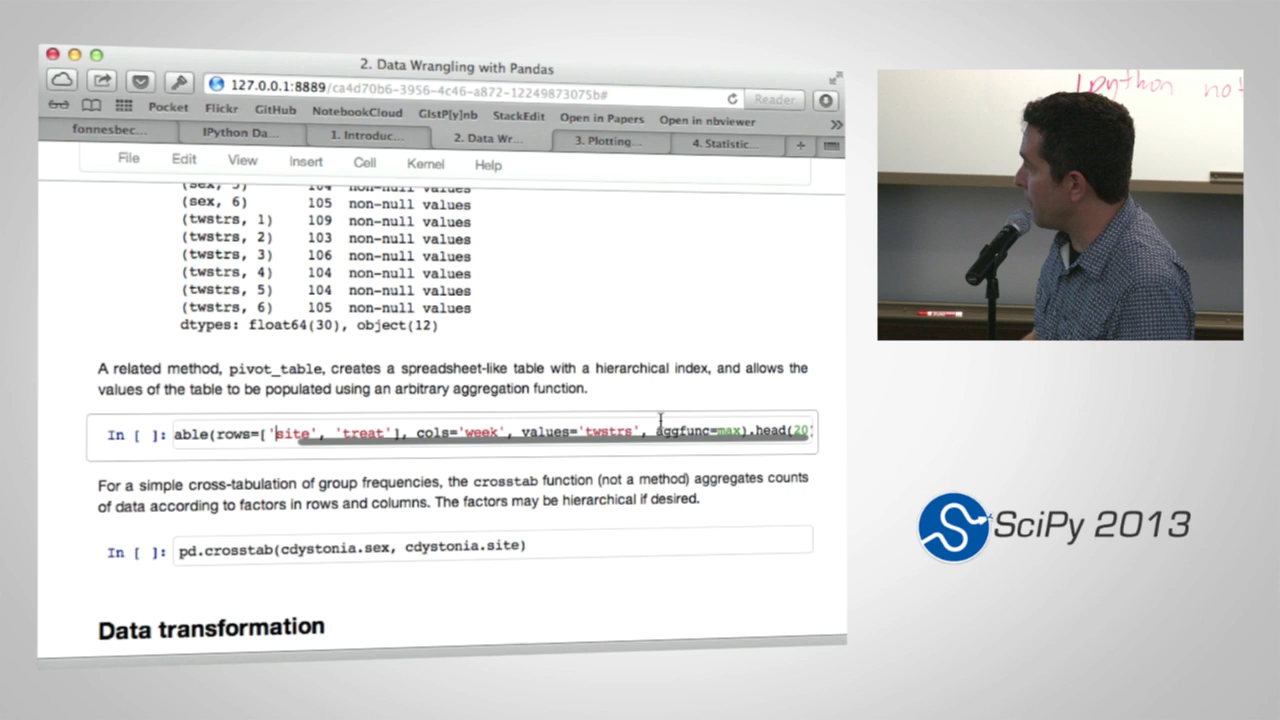 2. Data Wrangling with Pandas
127.0.0.1:8889/ca4d70b6-3956-4c46-a872-12249873075b#
Reader
Pocket Flickr GitHub NotebookCloud GIstP[y]nb StackEdit Open in Papers Open in nbviewer
fonnesbec... IPython Da... 1. Introduc... 2. Data Wr... 3. Plotting... 4. Statistic...
File Edit View Insert Cell Kernel Help
(sex, 5) 104 non-null values
(sex, 6) 105 non-null values
(twstrs, 1) 109 non-null values
(twstrs, 2) 103 non-null values
(twstrs, 3) 106 non-null values
(twstrs, 4) 104 non-null values
(twstrs, 5) 104 non-null values
(twstrs, 6) 105 non-null values
dtypes: float64(30), object(12)
A related method, pivot_table, creates a spreadsheet-like table with a hierarchical index, and allows the
values of the table to be populated using an arbitrary aggregation function.
In [ ]: able(rows=['site', 'treat'], cols='week', values='twstrs', aggfunc=max).head(20)
For a simple cross-tabulation of group frequencies, the crosstab function (not a method) aggregates counts
of data according to factors in rows and columns. The factors may be hierarchical if desired.
In [ ]: pd.crosstab(cdystonia.sex, cdystonia.site)
Data transformation
Ipython not
SciPy 2013